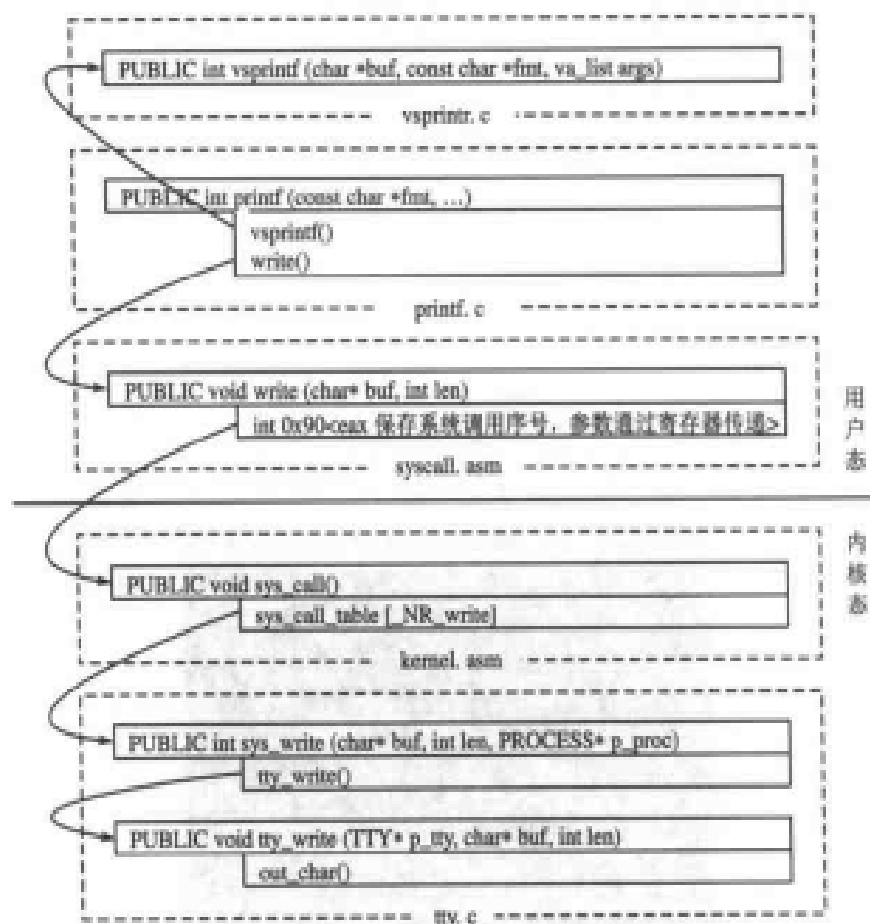 PUBLIC int vsprintf (char *buf, const char *fmt, va_list args)
vsprintr. c
PUBLIC int printf (const char *fmt, …)
vsprintf()
write()
printf. c
PUBLIC void write (char* buf, int len)
int 0x90<eax 保存系统调用序号，参数通过寄存器传递>
syscall. asm
用户态
内核态
PUBLIC void sys_call()
sys_call_table [_NR_write]
kernel. asm
PUBLIC int sys_write (char* buf, int len, PROCESS* p_proc)
tty_write()
PUBLIC void tty_write (TTY* p_tty, char* buf, int len)
out_char()
tty. c